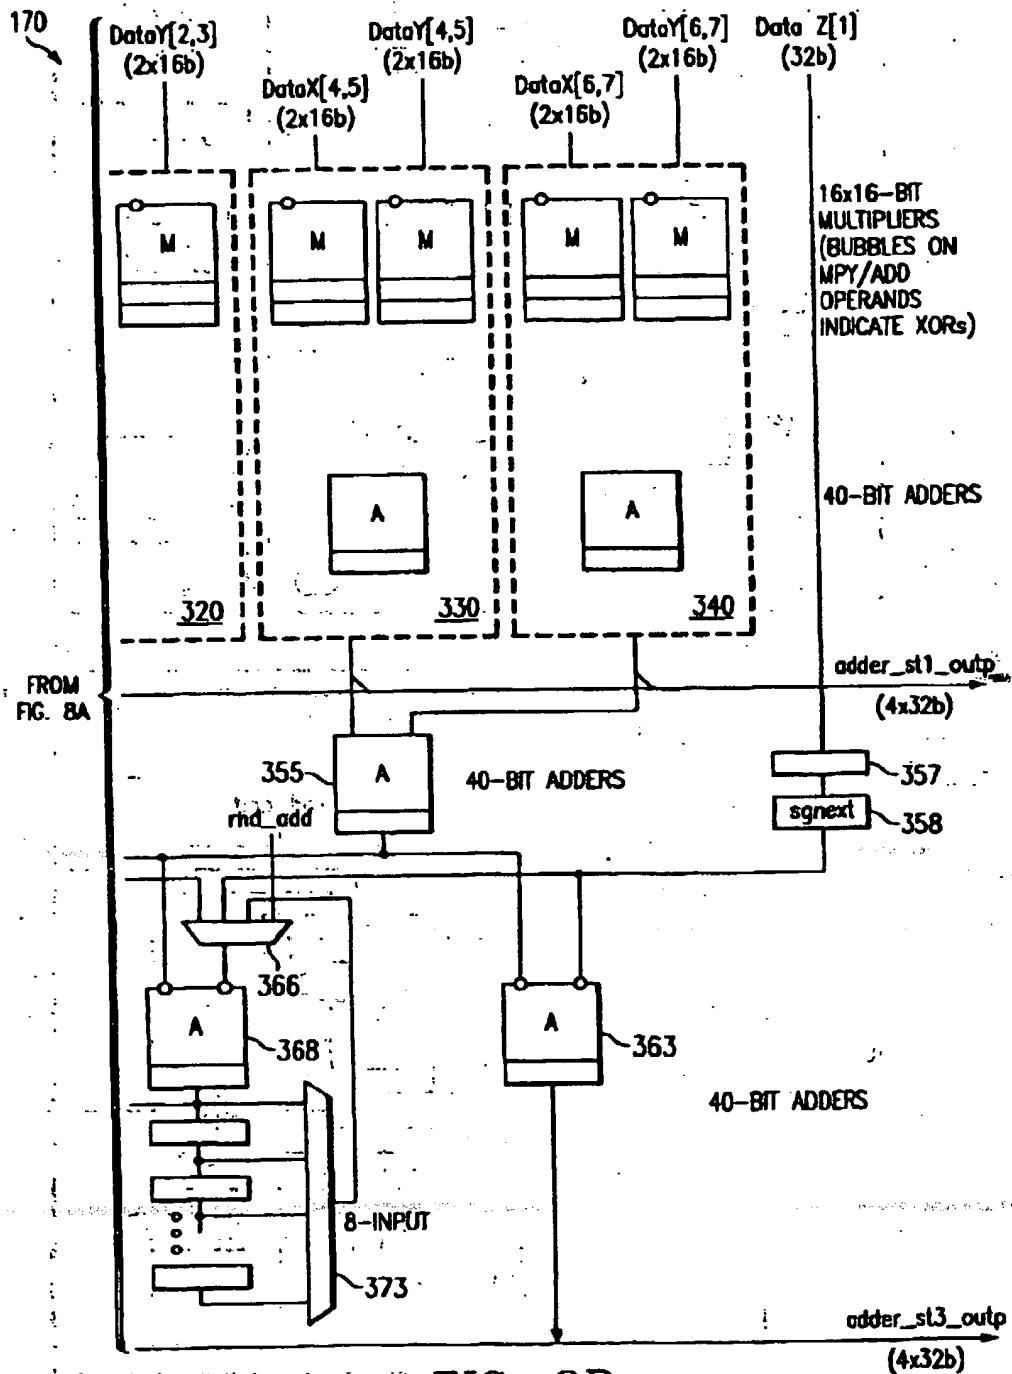 170
DataY[2,3]
(2x16b)
DataY[4,5]
(2x16b)
DataY[6,7]
(2x16b)
Data Z[1]
(32b)
DataX[4,5]
(2x16b)
DataX[6,7]
(2x16b)
M
M
M
M
M
16x16-BIT
MULTIPLIERS
(BUBBLES ON
MPY/ADD
OPERANDS
INDICATE XORs)
A
A
40-BIT ADDERS
320
330
340
FROM
FIG. 8A
adder_st1_outp
(4x32b)
355
A
40-BIT ADDERS
357
sgnext
358
rnd_add
366
A
368
A
363
40-BIT ADDERS
8-INPUT
373
adder_st3_outp
(4x32b)